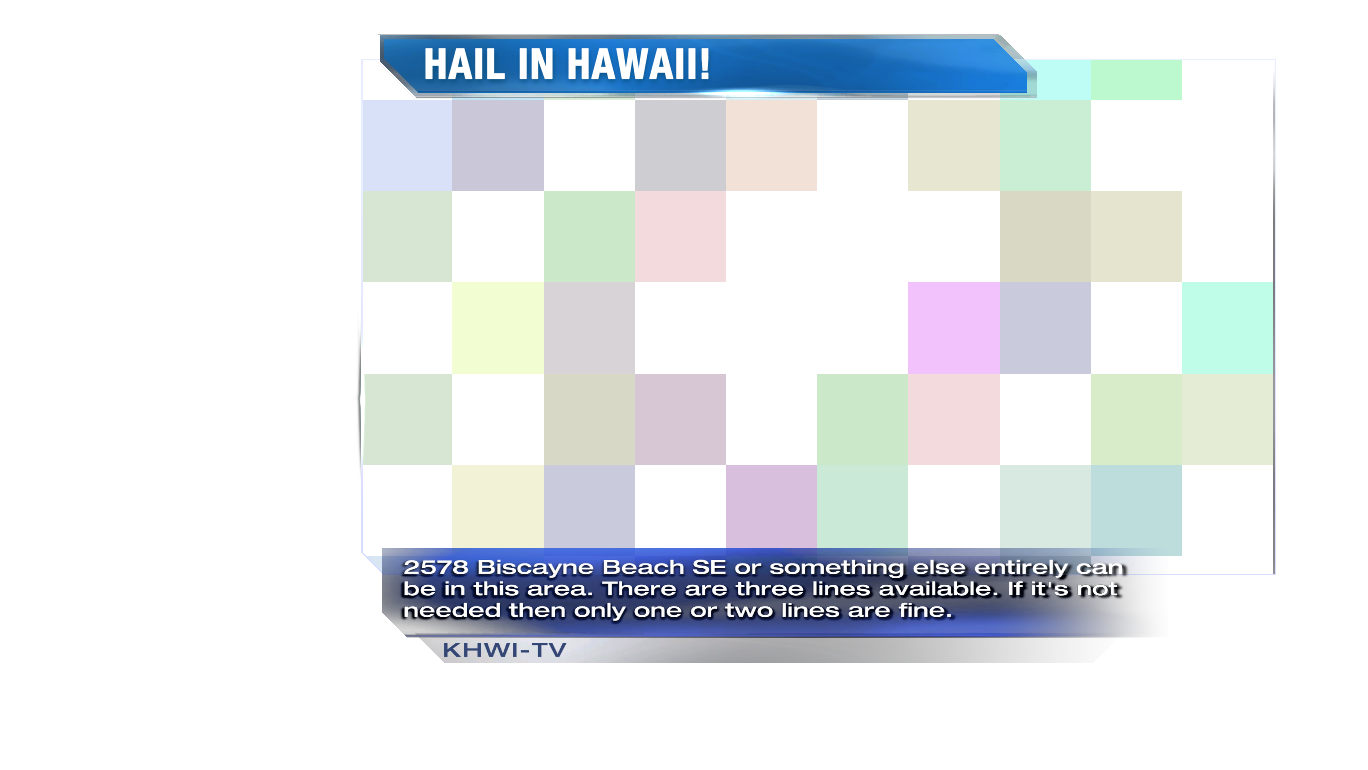 HAIL IN HAWAII!
2578 Biscayne Beach SE or something else entirely can
be in this area. There are three lines available. If it's not
needed then only one or two lines are fine.
KHWI-TV